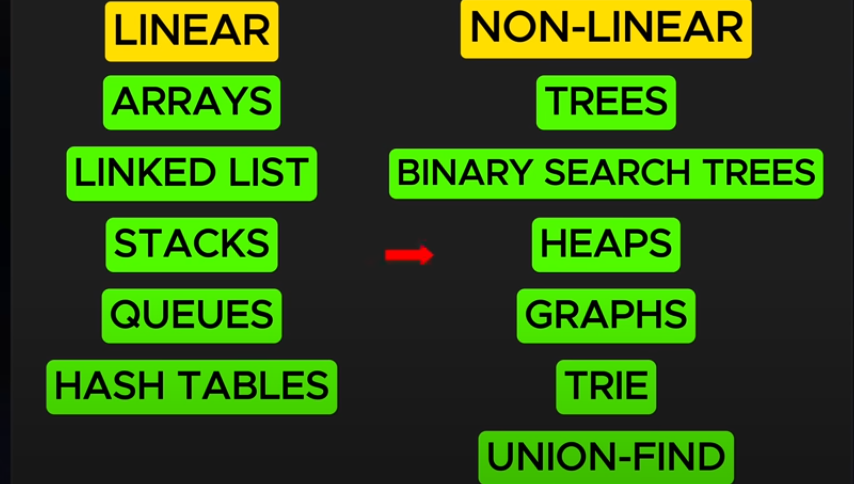 LINEAR
ARRAYS
LINKED LIST
STACKS
QUEUES
HASH TABLES
NON-LINEAR
TREES
BINARY SEARCH TREES
HEAPS
GRAPHS
TRIE
UNION-FIND